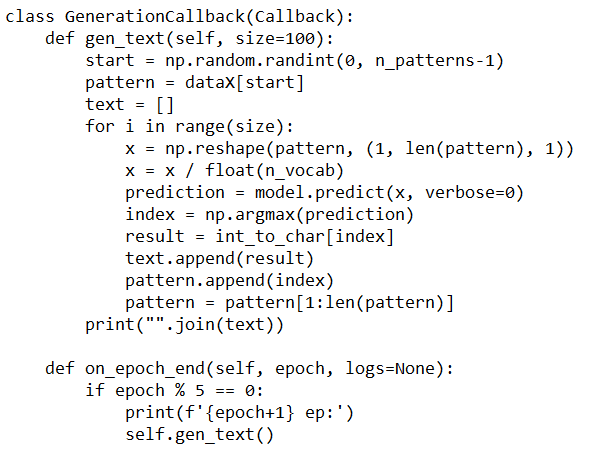 class GenerationCallback(Callback):
    def gen_text(self, size=100):
        start = np.random.randint(0, n_patterns-1)
        pattern = dataX[start]
        text = []
        for i in range(size):
            x = np.reshape(pattern, (1, len(pattern), 1))
            x = x / float(n_vocab)
            prediction = model.predict(x, verbose=0)
            index = np.argmax(prediction)
            result = int_to_char[index]
            text.append(result)
            pattern.append(index)
            pattern = pattern[1:len(pattern)]
        print("".join(text))

    def on_epoch_end(self, epoch, logs=None):
        if epoch % 5 == 0:
            print(f'{epoch+1} ep:')
            self.gen_text()